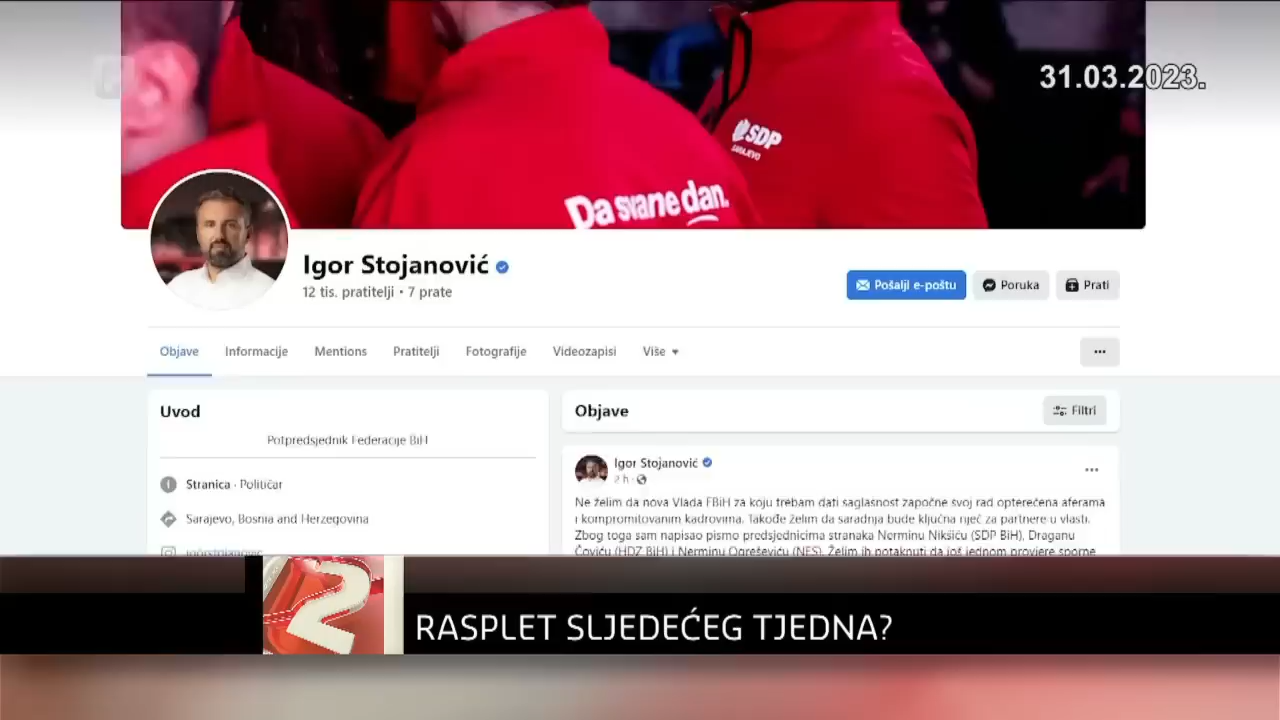 31.03.2023.
SDP
SARAJEVO
Da svane dan.
Igor Stojanović
12 tis. pratitelji • 7 prate
Pošalji e-poštu
Poruka
Prati
Objave
Informacije
Mentions
Pratitelji
Fotografije
Videozapisi
Više
Uvod
Potpredsjednik Federacije BiH
Stranica · Političar
Sarajevo, Bosnia and Herzegovina
igorstojanovic
Objave
Filtri
Igor Stojanović
2 h
Ne želim da nova Vlada FBiH za koju trebam dati saglasnost započne svoj rad opterećena aferama
i kompromitovanim kadrovima. Takođe želim da saradnja bude ključna riječ za partnere u vlasti.
Zbog toga sam napisao pismo predsjednicima stranaka Nerminu Nikšiću (SDP BiH), Draganu
Čoviću (HDZ BiH) i Nerminu Ogreševiću (NES). Želim ih potaknuti da još jednom provjere sporne
2
RASPLET SLJEDEĆEG TJEDNA?